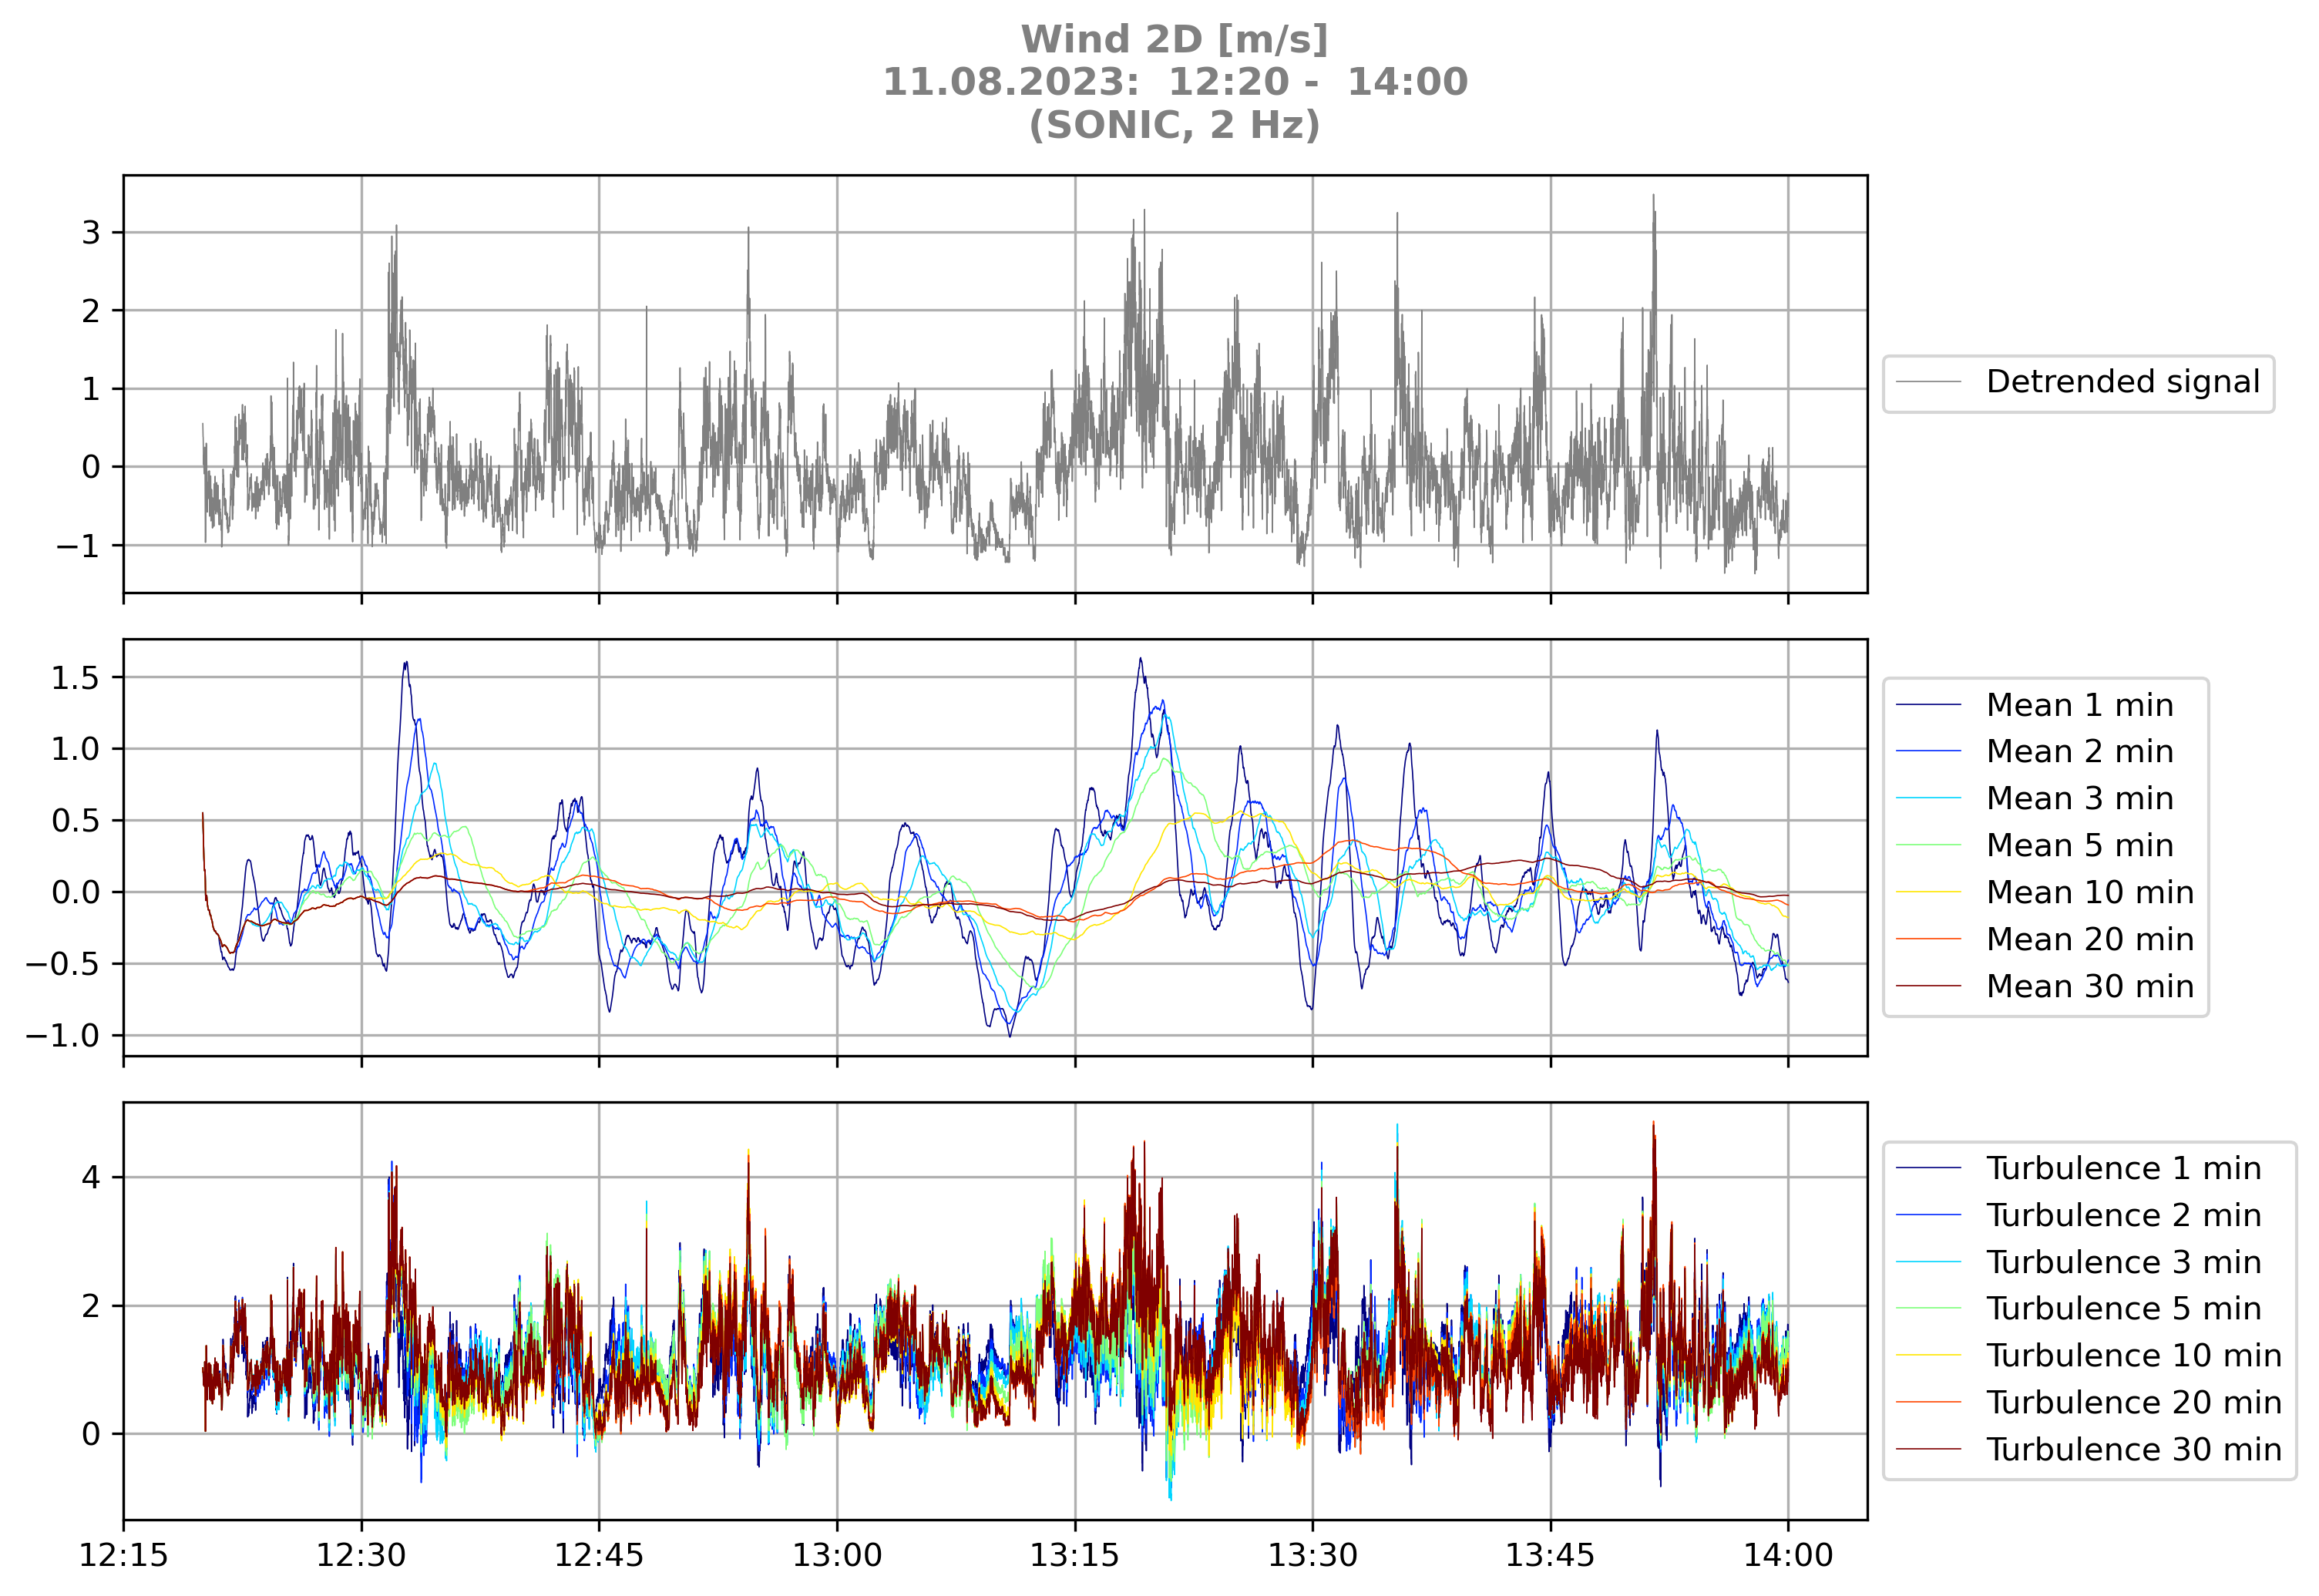 Wind 2D [m/s]
11.08.2023:  12:20 -  14:00
(SONIC, 2 Hz)
3
2
1
0
−1
Detrended signal
1.5
1.0
0.5
0.0
−0.5
−1.0
Mean 1 min
Mean 2 min
Mean 3 min
Mean 5 min
Mean 10 min
Mean 20 min
Mean 30 min
4
2
0
Turbulence 1 min
Turbulence 2 min
Turbulence 3 min
Turbulence 5 min
Turbulence 10 min
Turbulence 20 min
Turbulence 30 min
12:15 12:30 12:45 13:00 13:15 13:30 13:45 14:00